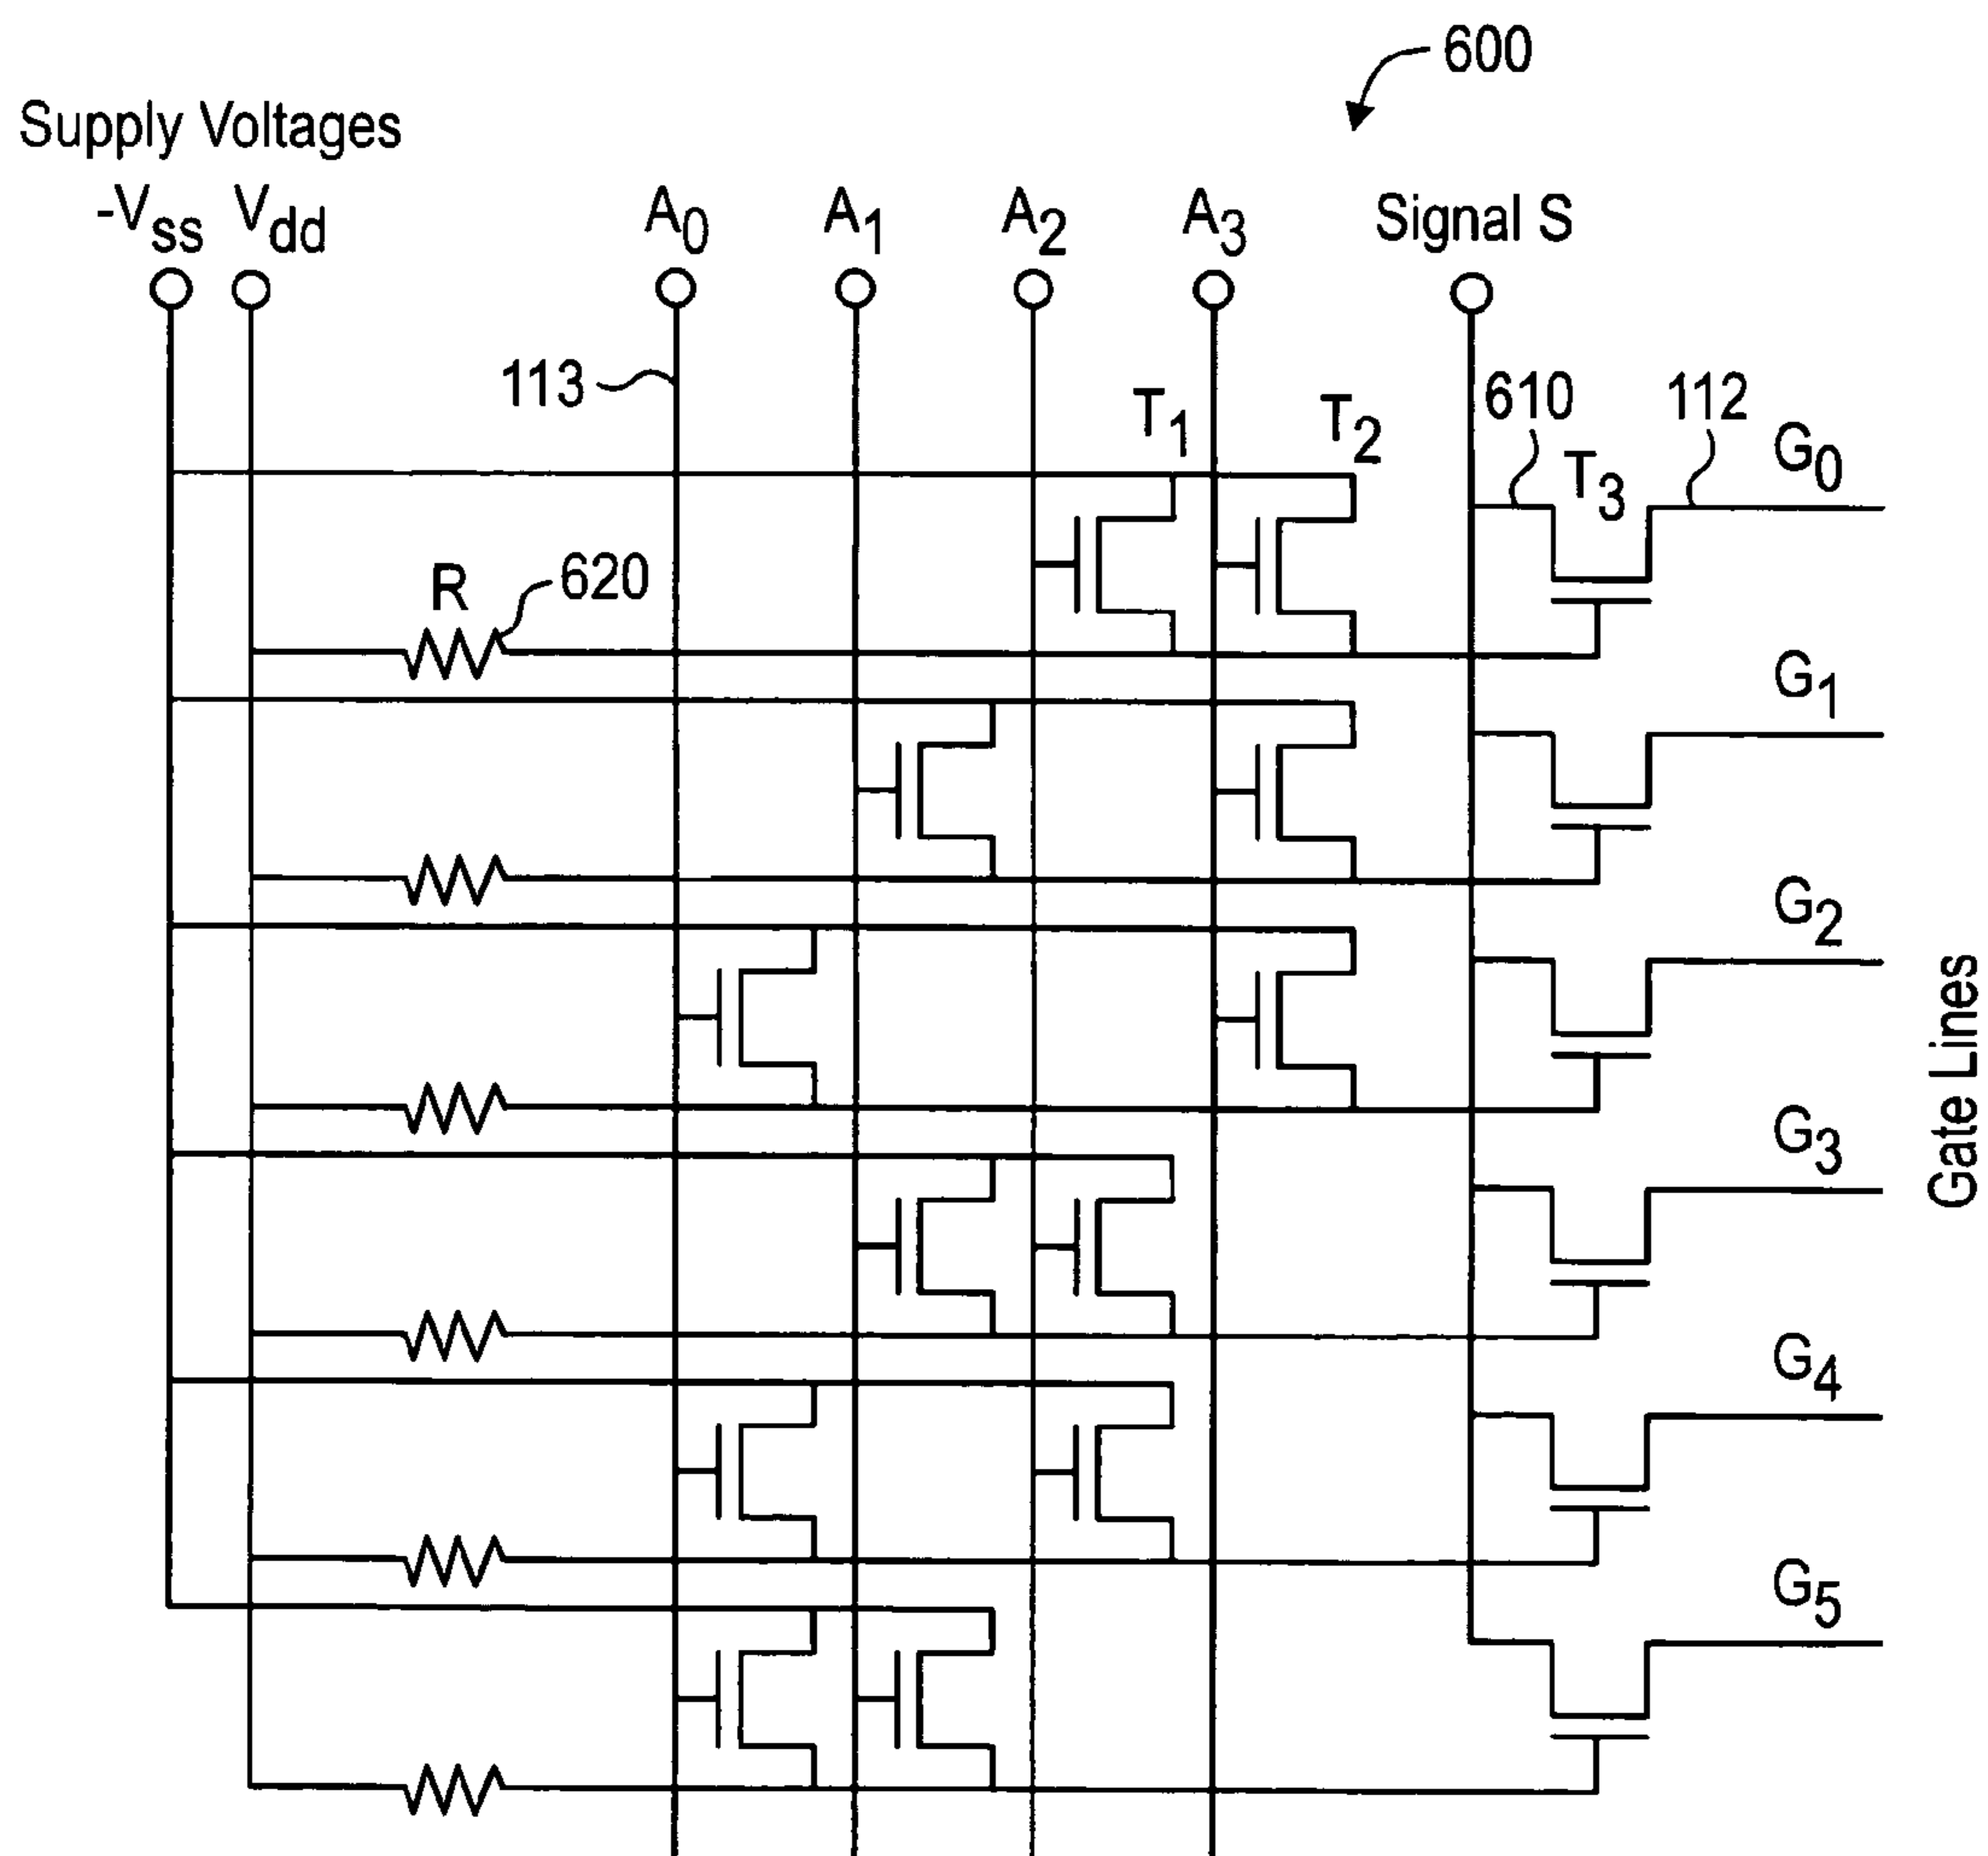 600
Supply Voltages
-Vss Vdd
A0 A1 A2 A3 Signal S
113
T1 T2 610 112
T3 G0
R 620
G1
G2
G3
G4
G5
Gate Lines